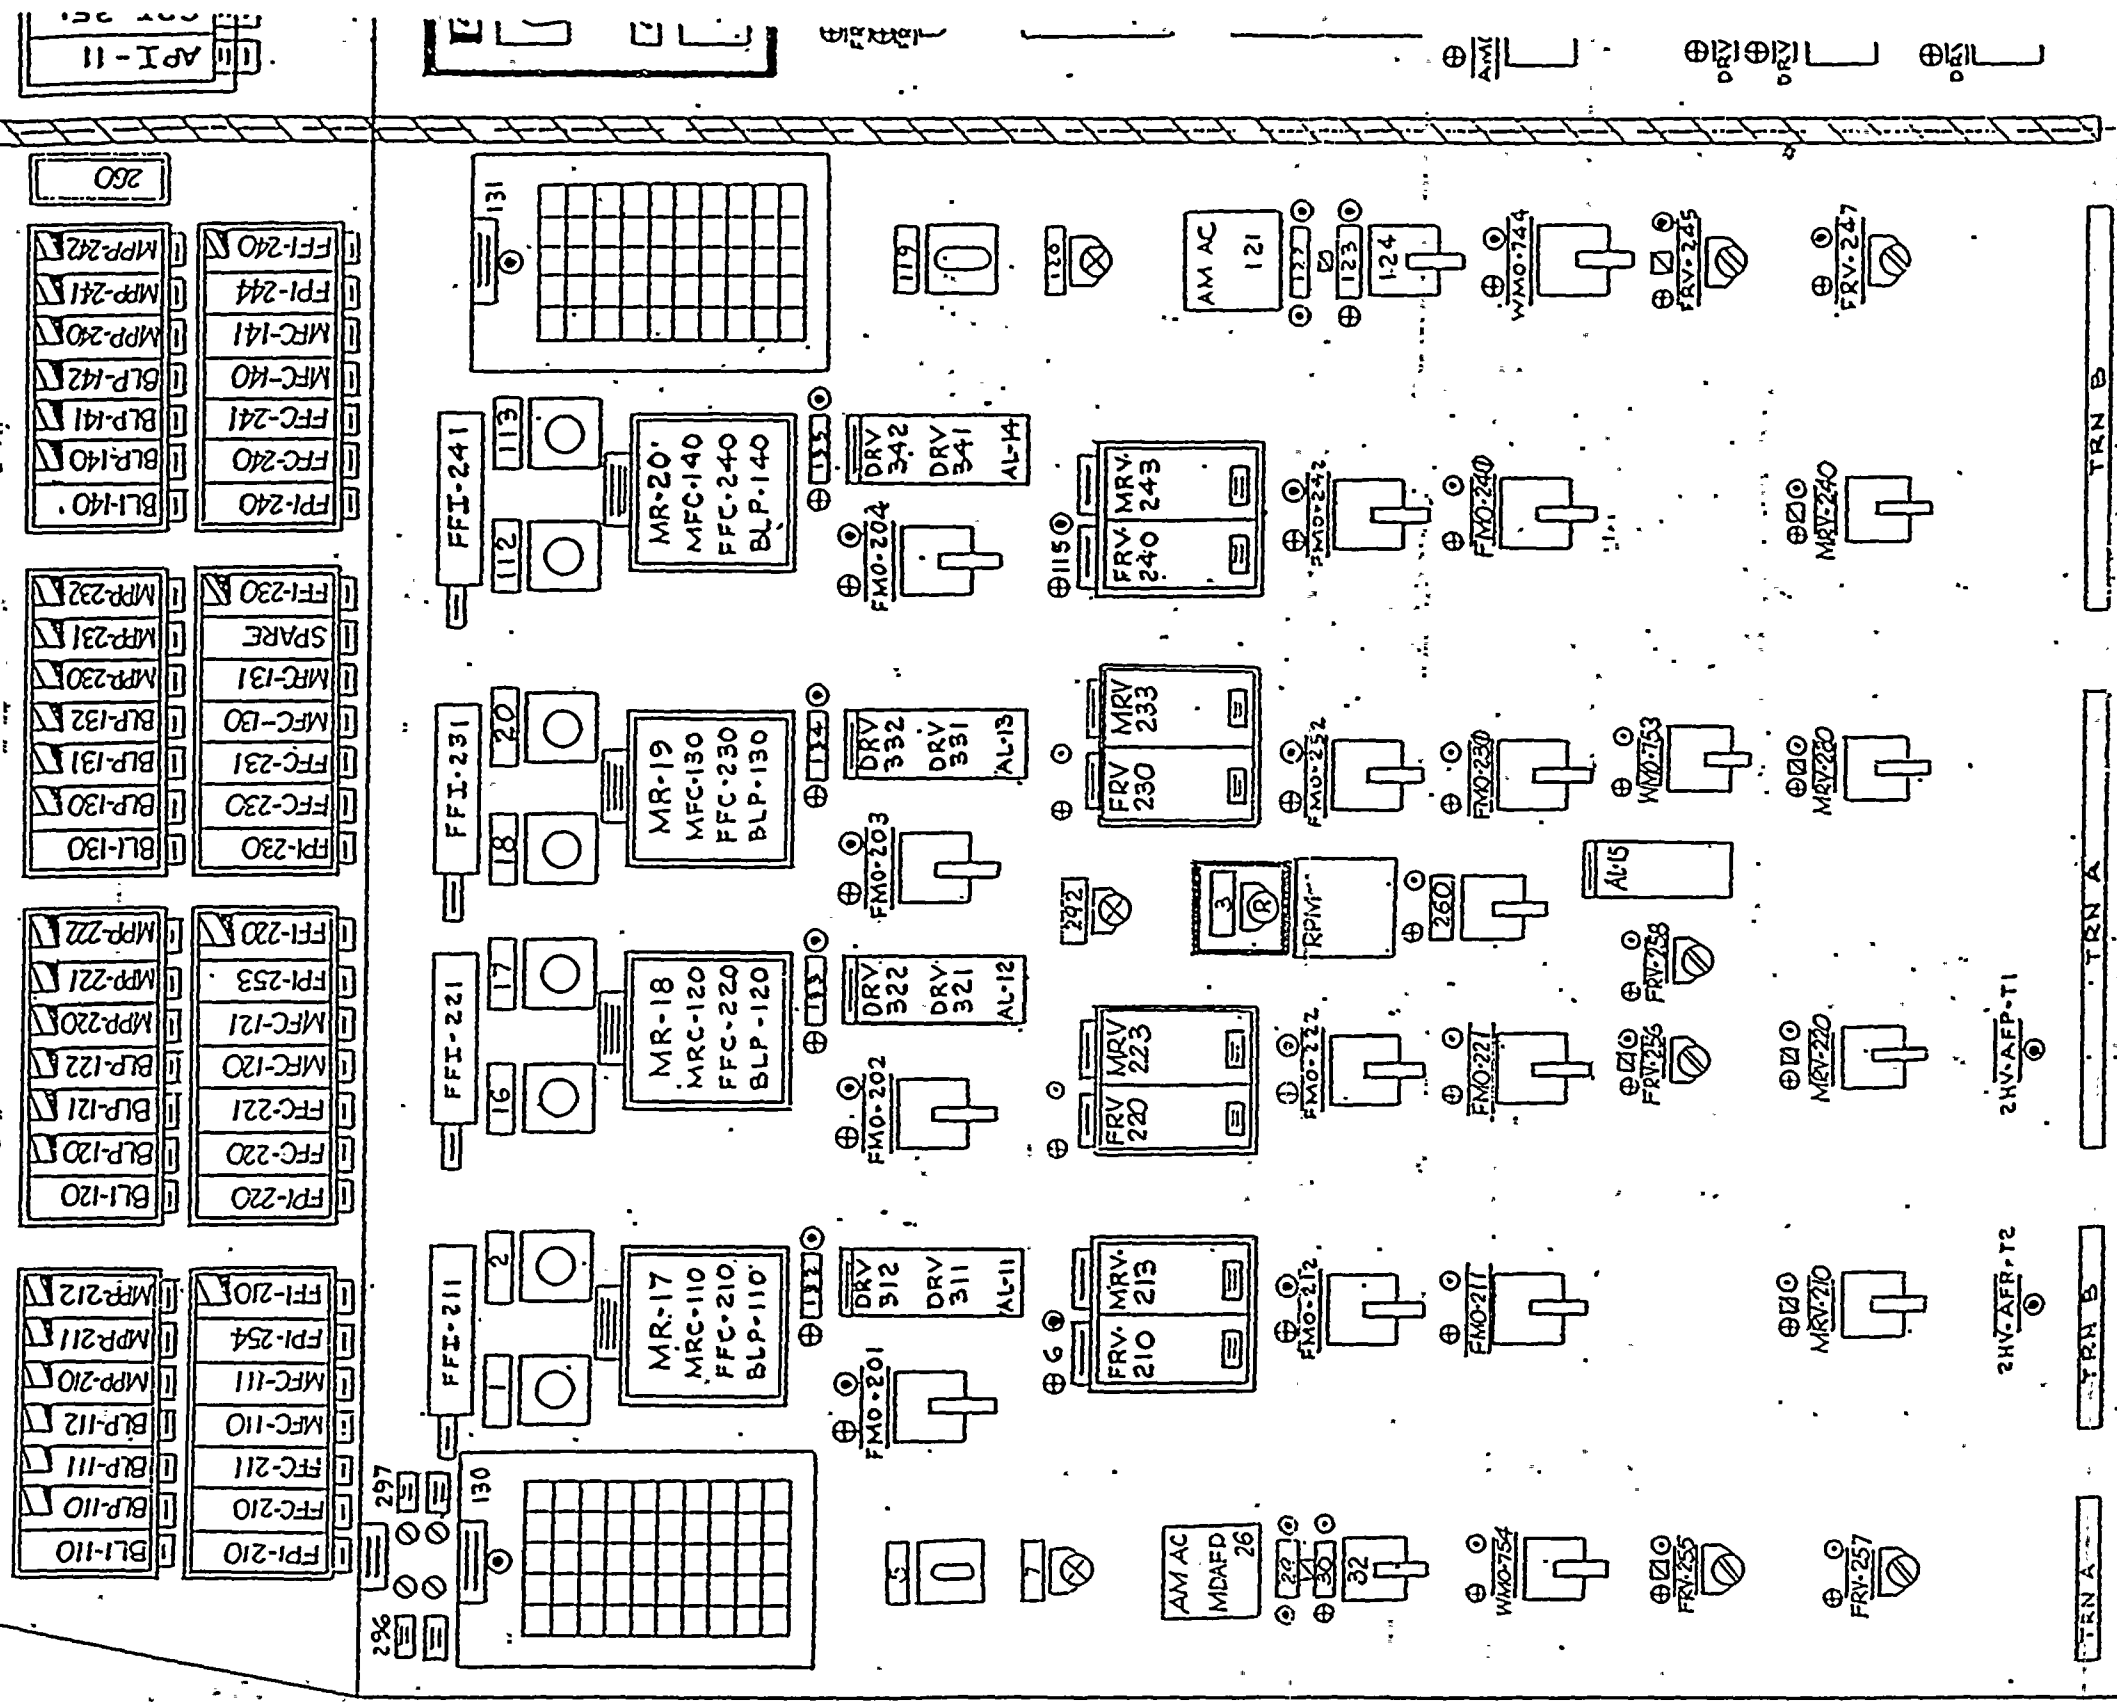 API-11
260
MPP-242
MPP-241
MPP-240
BLP-142
BLP-141
BLP-140
BLI-140
FFI-240
FPI-244
MFC-141
MFC-140
FFC-241
FFC-240
FPI-240
MPP-232
MPP-231
MPP-230
BLP-132
BLP-131
BLP-130
BLI-130
FFI-230
SPARE
MFC-131
MFC-130
FFC-231
FFC-230
FPI-230
MPP-222
MPP-221
MPP-220
BLP-122
BLP-121
BLP-120
BLI-120
FFI-220
FPI-253
MFC-121
MFC-120
FFC-221
FFC-220
FPI-220
MPP-212
MPP-211
MPP-210
BLP-112
BLP-111
BLP-110
BLI-110
FFI-210
FPI-254
MFC-111
MFC-110
FFC-211
FFC-210
FPI-210
297
296
131
FFI-241
113
112
MR-20
MFC-140
FFC-240
BLP-140
135
DRV
342
DRV
341
AL-14
FMO-204
FFI-231
20
18
MR-19
MFC-130
FFC-230
BLP-130
134
DRV
332
DRV
331
AL-13
FMO-203
FFI-221
17
16
MR-18
MRC-120
FFC-220
BLP-120
133
DRV
322
DRV
321
AL-12
FMO-202
FFI-211
2
1
MR-17
MRC-110
FFC-210
BLP-110
132
DRV
312
DRV
311
AL-11
FMO-201
130
119
120
AM AC
121
122
123
124
WMO-744
FRV-245
FRV-247
115
FRV-
240
MRV-
243
FMO-242
FMO-240
MRV-240
FRV
230
MRV
233
FMO-252
FMO-230
WMO-753
MRV-230
292
3
R
RPM
260
AL-15
FRV-258
FRV
220
MRV
223
FMO-222
FMO-221
FRV-256
MRV-220
2HV-AFP-T1
6
FRV-
210
MRV-
213
FMO-212
FMO-211
MRV-210
2HV-AFP-T2
5
7
AM AC
MDAFD
26
29
30
32
WMO-754
FRV-255
FRV-257
DRV
DRV
TRN B
TRN A
TRN B
TRN A